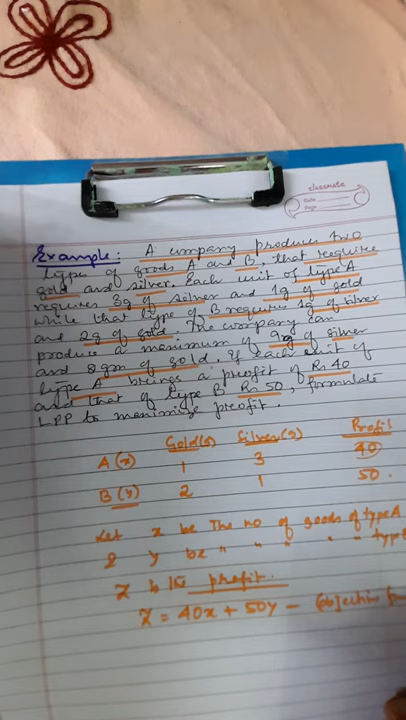 classmate
Date
Page
Example: A company produces two
type of goods A and B, that require
gold and silver. Each unit of type A
requires 3g of silver and 1g of gold
while that type of B requires 1g of silver
and 2g of gold. The company can
produce a maximum of 9g of silver
and 8gm of gold. If each unit of
type A brings a profit of Rs 40
and that of type B Rs 50, formulate
LPP to maximise profit.
Gold(8) Silver(9) Profit
A (x) 1 3 40
B (y) 2 1 50
Let x be the no of goods of type A
& y be " " " " " type
Z be the profit.
Z = 40x + 50y - (objective